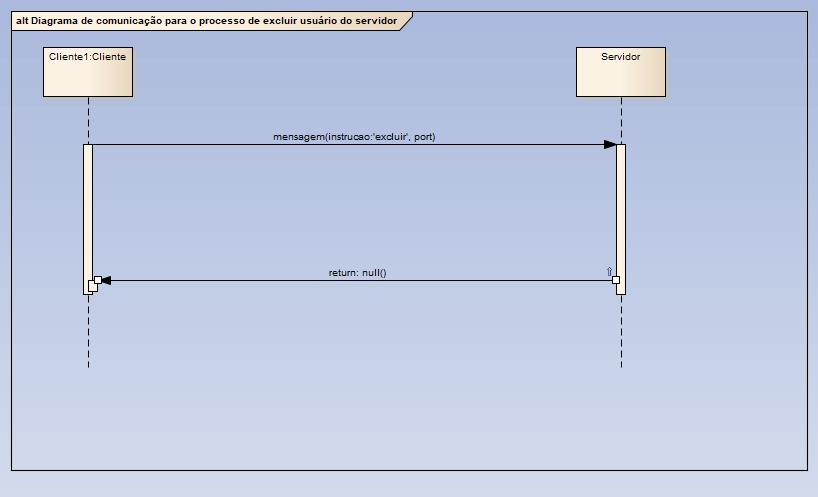 alt Diagrama de comunicação para o processo de excluir usuário do servidor
Cliente1:Cliente
Servidor
mensagem(instrucao:'excluir', port)
return: null()